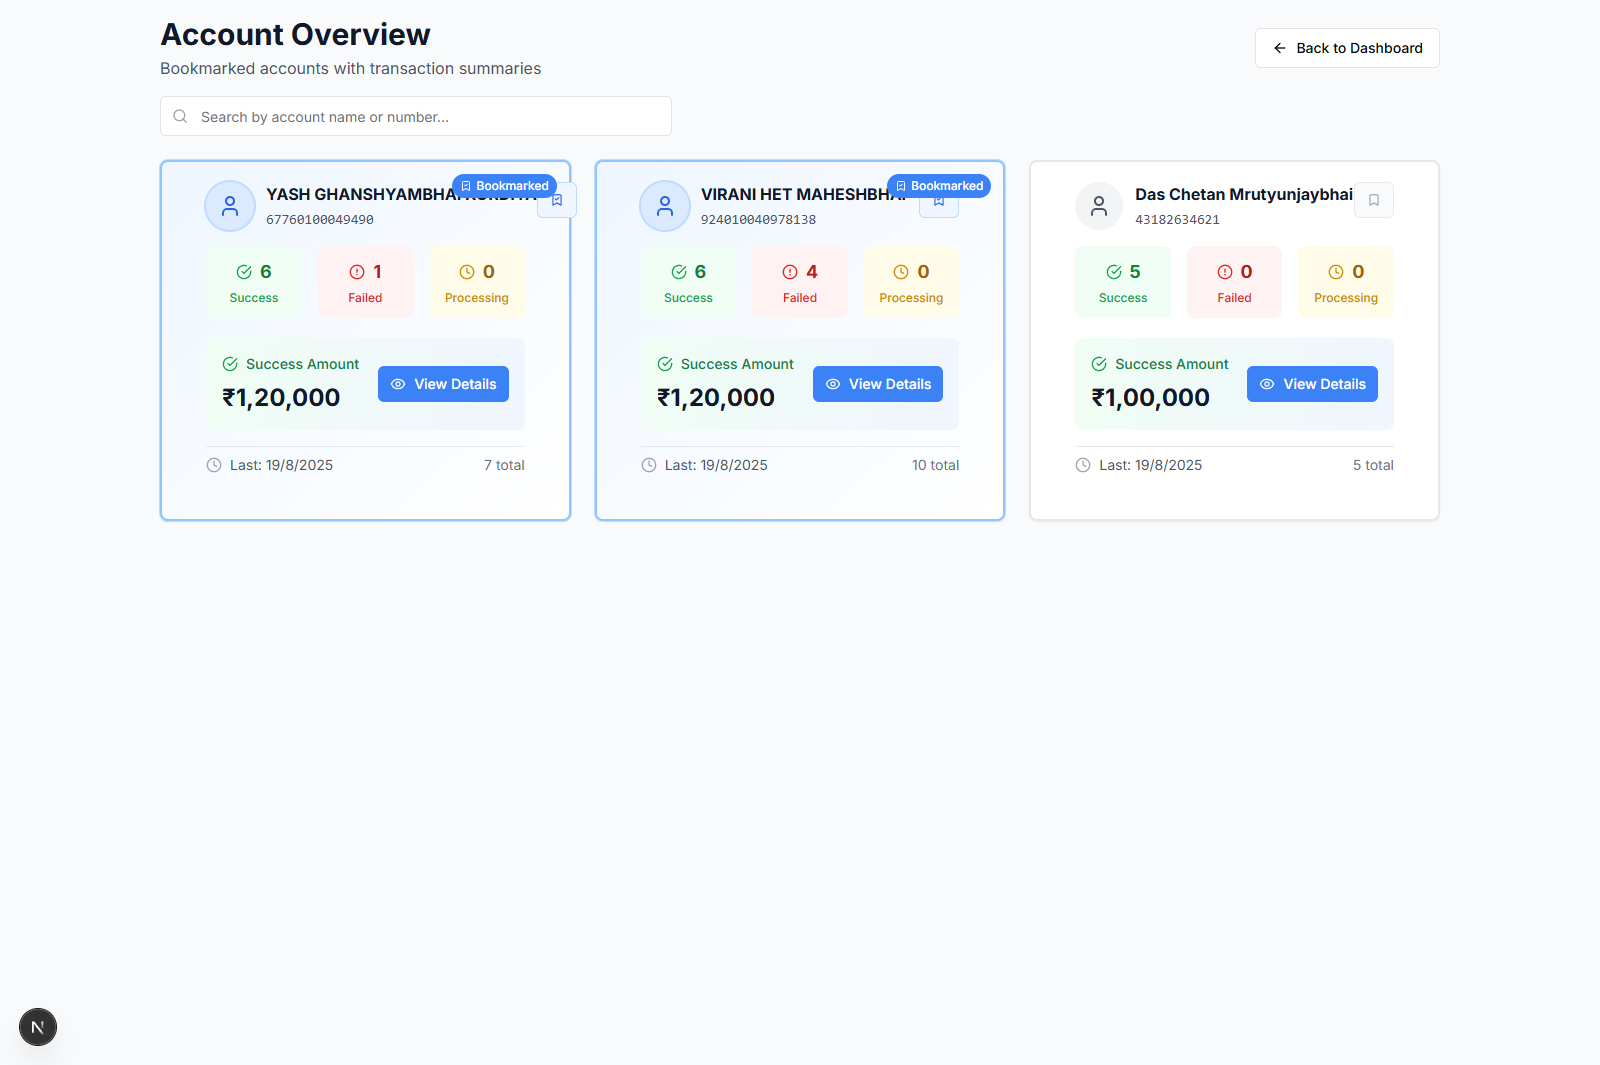 Account Overview
Bookmarked accounts with transaction summaries
Back to Dashboard
Search by account name or number...
YASH
Bookmarked
67760100049490
6
Success
1
Failed
0
Processing
Success Amount
₹1,20,000
View Details
Last: 19/8/2025
7 total
VIRANI HET
Bookmarked
924010040978138
6
Success
4
Failed
0
Processing
Success Amount
₹1,20,000
View Details
Last: 19/8/2025
10 total
Das Chetan Mrutyunjaybhai
43182634621
5
Success
0
Failed
0
Processing
Success Amount
₹1,00,000
View Details
Last: 19/8/2025
5 total
N